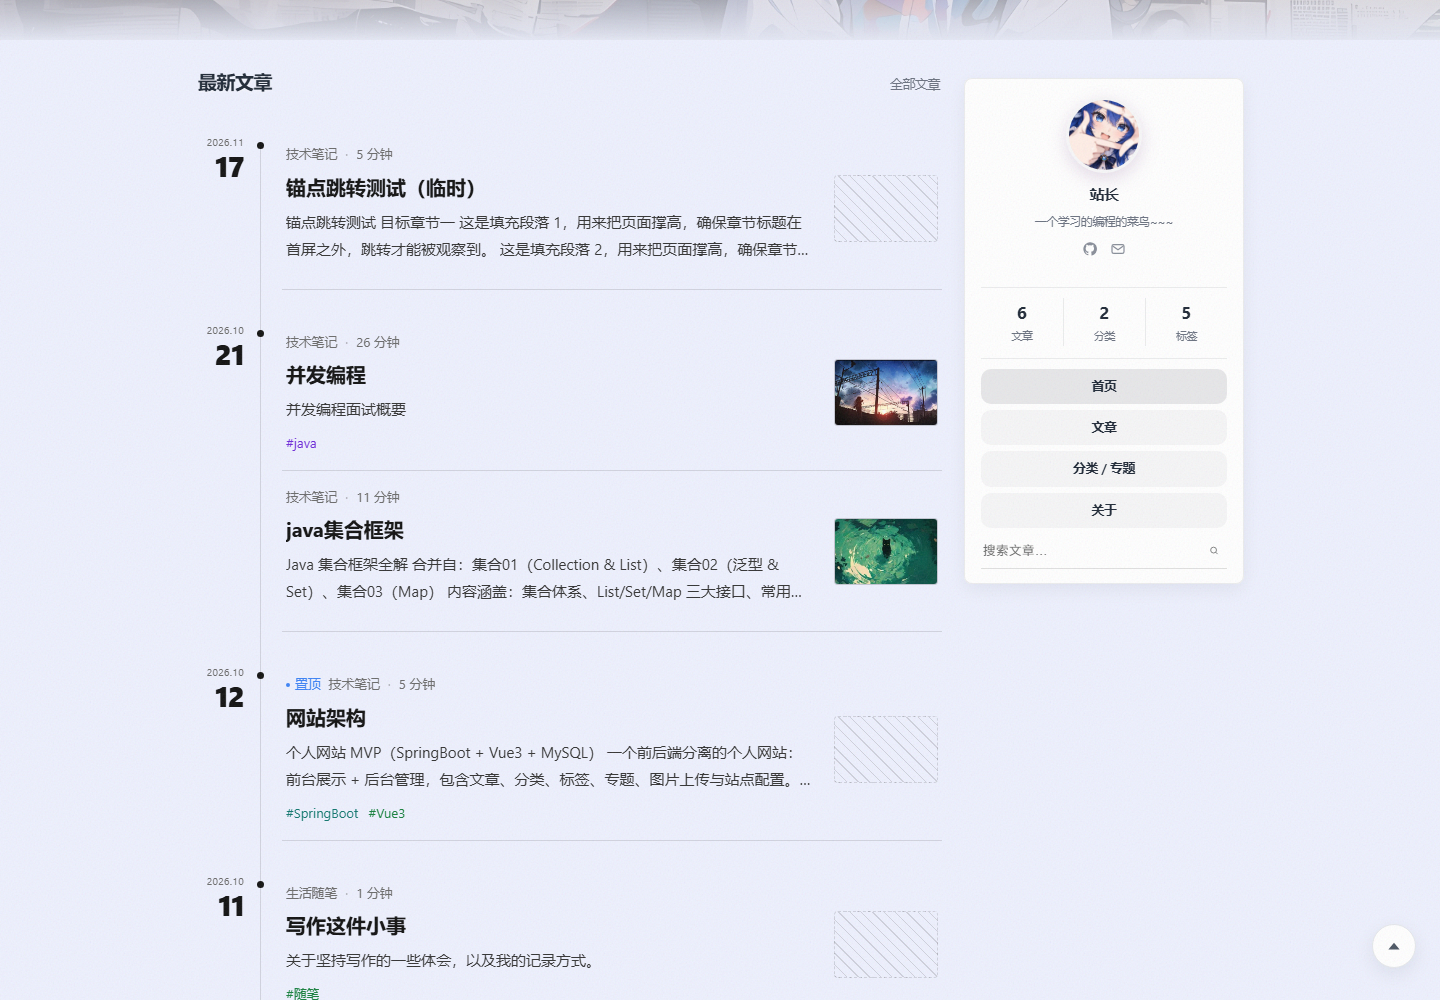 最新文章
全部文章
2026.11
17
技术笔记 · 5 分钟
锚点跳转测试（临时）
锚点跳转测试 目标章节一 这是填充段落 1，用来把页面撑高，确保章节标题在
首屏之外，跳转才能被观察到。 这是填充段落 2，用来把页面撑高，确保章节...
2026.10
21
技术笔记 · 26 分钟
并发编程
并发编程面试概要
#java
技术笔记 · 11 分钟
java集合框架
Java 集合框架全解 合并自：集合01（Collection & List）、集合02（泛型 &
Set）、集合03（Map） 内容涵盖：集合体系、List/Set/Map 三大接口、常用...
2026.10
12
• 置顶 技术笔记 · 5 分钟
网站架构
个人网站 MVP（SpringBoot + Vue3 + MySQL） 一个前后端分离的个人网站：
前台展示 + 后台管理，包含文章、分类、标签、专题、图片上传与站点配置。...
#SpringBoot #Vue3
2026.10
11
生活随笔 · 1 分钟
写作这件小事
关于坚持写作的一些体会，以及我的记录方式。
#随笔
站长
一个学习的编程的菜鸟~~~
6 2 5
文章 分类 标签
首页
文章
分类 / 专题
关于
搜索文章...